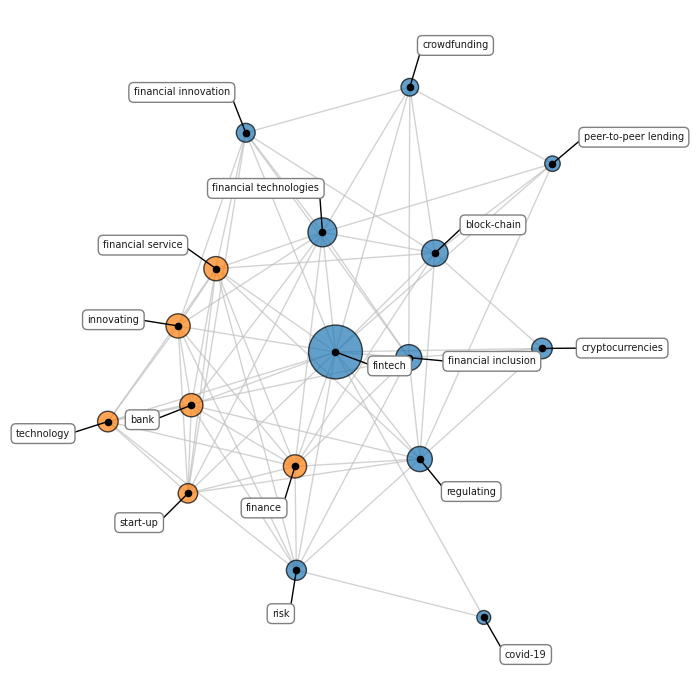 crowdfunding
financial innovation
peer-to-peer lending
financial technologies
block-chain
financial service
innovating
cryptocurrencies
financial inclusion
fintech
bank
technology
regulating
finance
start-up
risk
covid-19